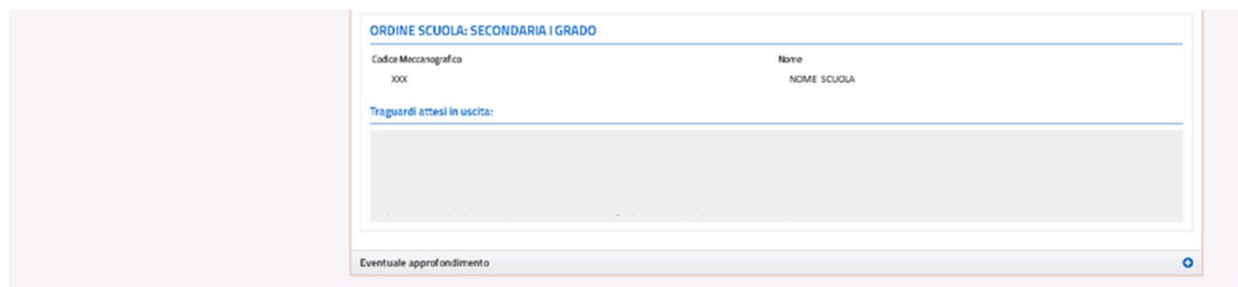 ORDINE SCUOLA: SECONDARIA I GRADO
Codice Meccanografico Nome
XXX NOME SCUOLA
Traguardi attesi in uscita:
Eventuale approfondimento